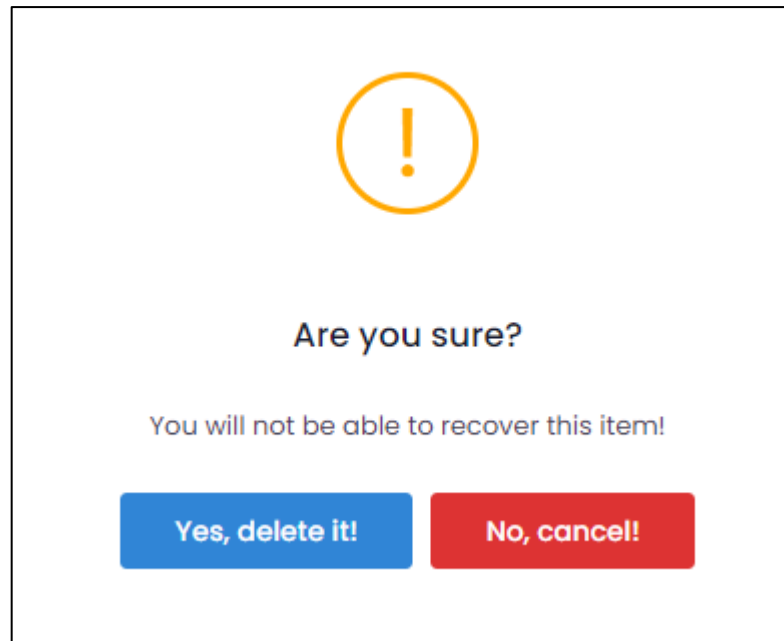 !
Are you sure?
You will not be able to recover this item!
Yes, delete it! No, cancel!